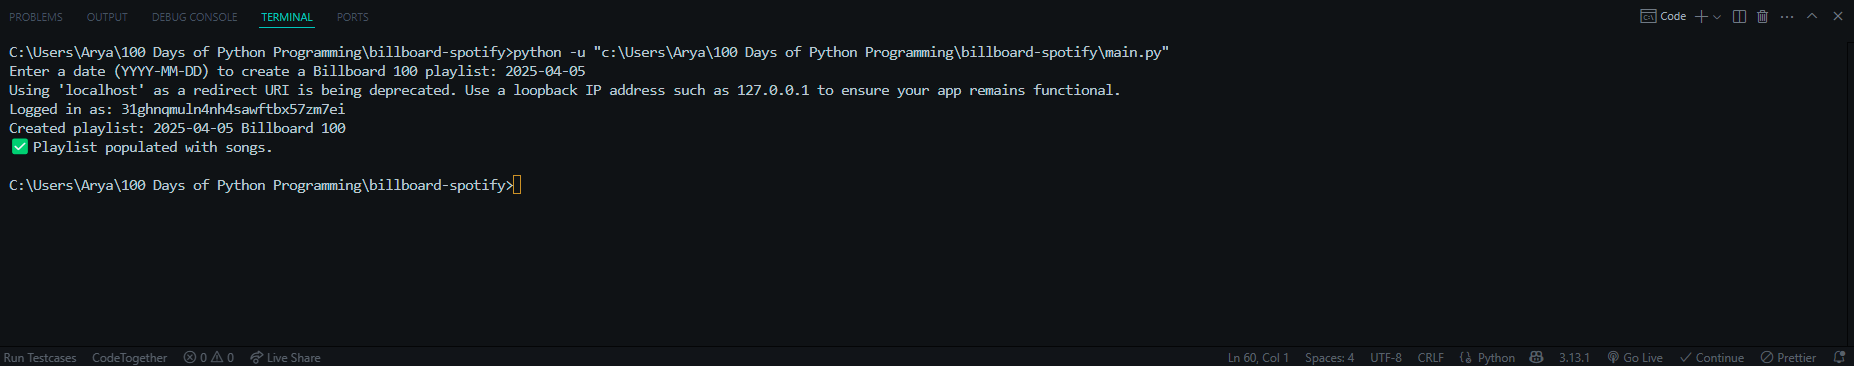 PROBLEMS OUTPUT DEBUG CONSOLE TERMINAL PORTS Code
C:\Users\Arya\100 Days of Python Programming\billboard-spotify>python -u "c:\Users\Arya\100 Days of Python Programming\billboard-spotify\main.py"
Enter a date (YYYY-MM-DD) to create a Billboard 100 playlist: 2025-04-05
Using 'localhost' as a redirect URI is being deprecated. Use a loopback IP address such as 127.0.0.1 to ensure your app remains functional.
Logged in as: 31ghnqmuln4nh4sawftbx57zm7ei
Created playlist: 2025-04-05 Billboard 100
✅ Playlist populated with songs.
C:\Users\Arya\100 Days of Python Programming\billboard-spotify>
Run Testcases CodeTogether 0 0 Live Share Ln 60, Col 1 Spaces: 4 UTF-8 CRLF Python 3.13.1 Go Live Continue Prettier